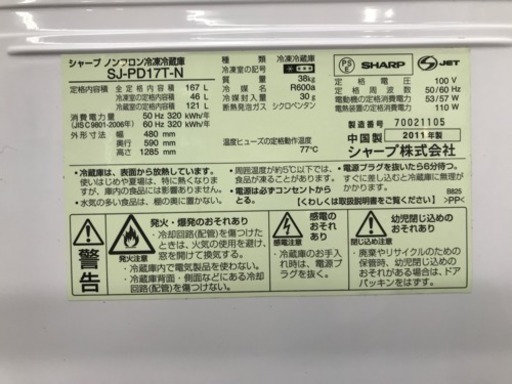 シャープ ノンフロン冷凍冷蔵庫
SJ-PD17T-N
定格内容積 全定格内容積 167 L
冷凍室の定格内容積 46 L
冷蔵室の定格内容積 121 L
消費電力量 50 Hz 320 kWh/年
(JISC9801-2006年) 60 Hz 320 kWh/年
外形寸法 幅 480 mm
奥行 590 mm
高さ 1285 mm
種類 冷凍冷蔵庫
冷凍室の記号
質量 38kg
冷媒 R600a
冷媒封入量 30g
断熱発泡ガス シクロペンタン
温度ヒューズの定格動作温度
77℃
PS
E
SHARP
S JET
定格電圧 100 V
定格周波数 50/60 Hz
電動機の定格消費電力 53/57 W
電熱装置の定格消費電力 110 W
製造番号 70021105
中国製 2011年製
シャープ株式会社
•冷蔵庫は、表面から放熱しています。
使いはじめや夏場は、特に熱く感じますが、庫内の食品には影響がありません。
•水気の多い食品は、棚の奥に置かない。
•周囲温度が約5℃以下では、
食品が凍ることがあります。
•電源は必ずコンセントから
とる。
•電源プラグを抜いたら6分待つ。
すぐに差し込むと冷蔵庫に無理が
かかり、故障の原因。
B825
【くわしくは取扱説明書をご覧ください】 >PP<
警告
発火注意
発火・爆発のおそれあり
•冷却回路(配管)を傷つけた
ときは、火気の使用を避け、
窓を開けて換気する。
•冷蔵庫内で電気製品を使わない。
•冷蔵庫背面・側面などにある冷却
回路(配管)を傷つけない。
感電注意
感電の
おそれあり
•冷蔵庫のお手入
れ時は、電源プ
ラグを抜く。
閉じ込め注意
幼児閉じ込めの
おそれあり
•廃棄やリサイクルのための
保管時に、幼児閉じ込めの
おそれがある場合は、ドア
パッキンをはずす。